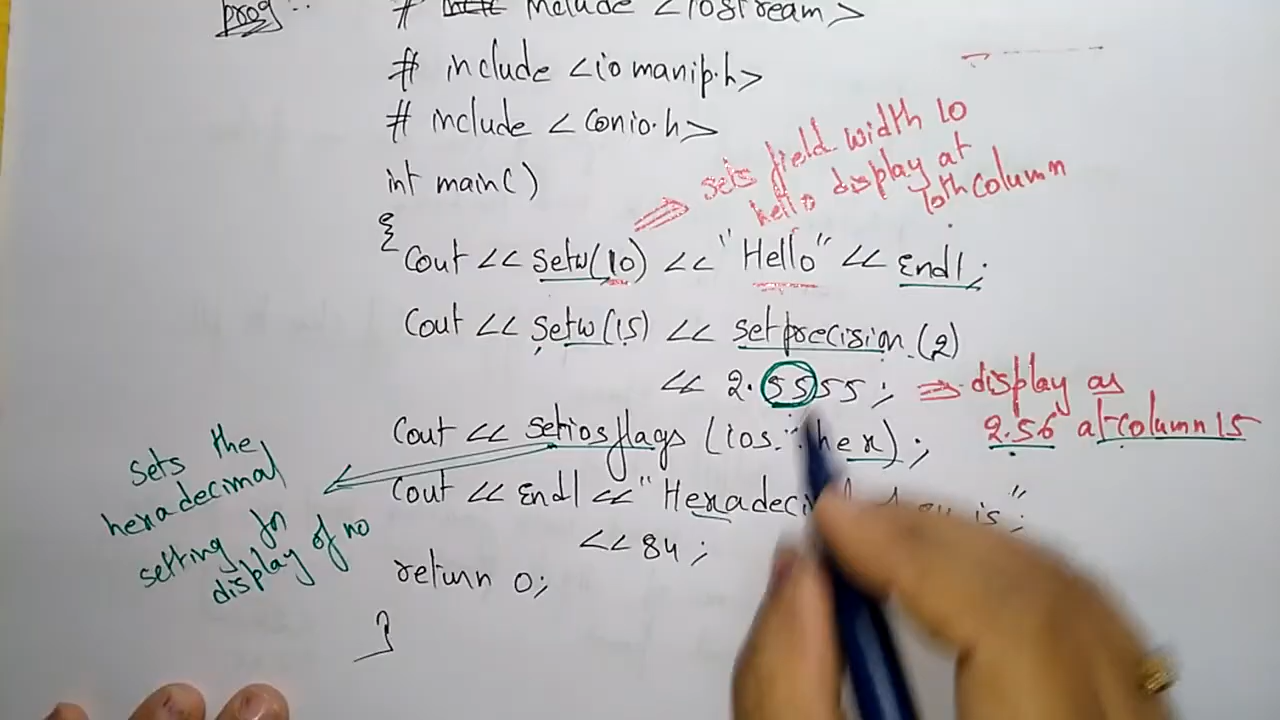 prog :
# include <iostream>
# include <iomanip.h>
# include <conio.h>
int main()
{
⇒ sets field width 10
hello display at
10th column
Cout << setw(10) << "Hello" << endl;
Cout << setw(15) << setprecision (2)
<< 2.5555; ⇒ display as
2.56 at column 15
Cout << setiosflags (ios:: hex);
sets the
hexadecimal
setting for
display of no
Cout << Endl << "Hexadeci is";
<< 84;
return 0;
}